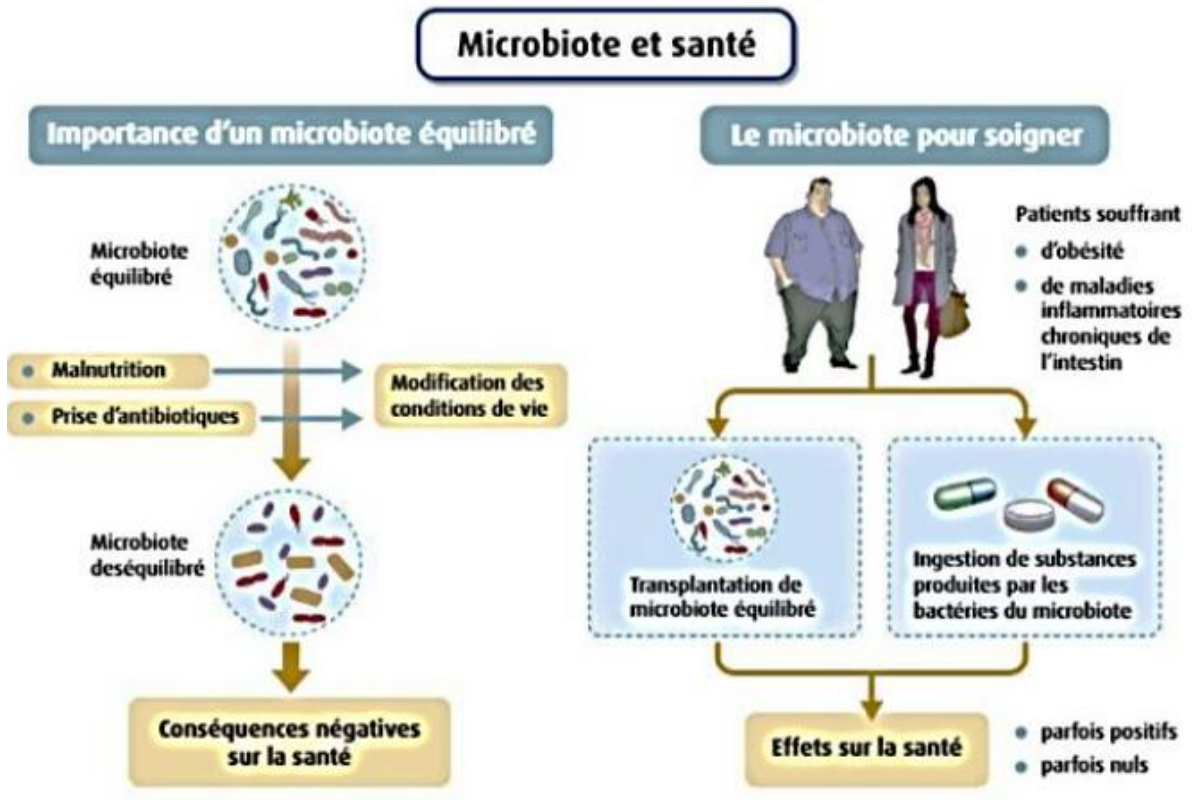 Microbiote et santé
Importance d'un microbiote équilibré
Microbiote
équilibré
Malnutrition
Prise d'antibiotiques
Modification des
conditions de vie
Microbiote
deséquilibré
Conséquences négatives
sur la santé
Le microbiote pour soigner
Patients souffrant
d'obésité
de maladies
inflammatoires
chroniques de
l'intestin
Transplantation de
microbiote équilibré
Ingestion de substances
produites par les
bactéries du microbiote
Effets sur la santé
parfois positifs
parfois nuls